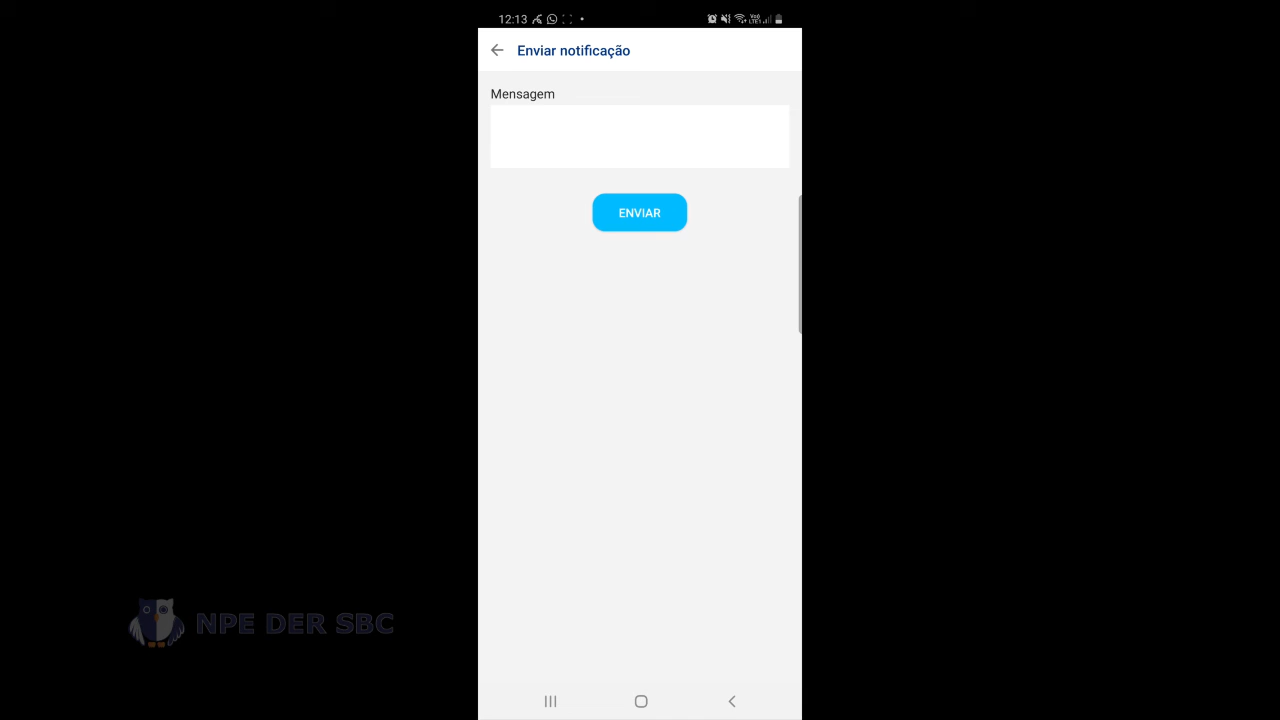 12:13
Enviar notificação
Mensagem
ENVIAR
NPE DER SBC